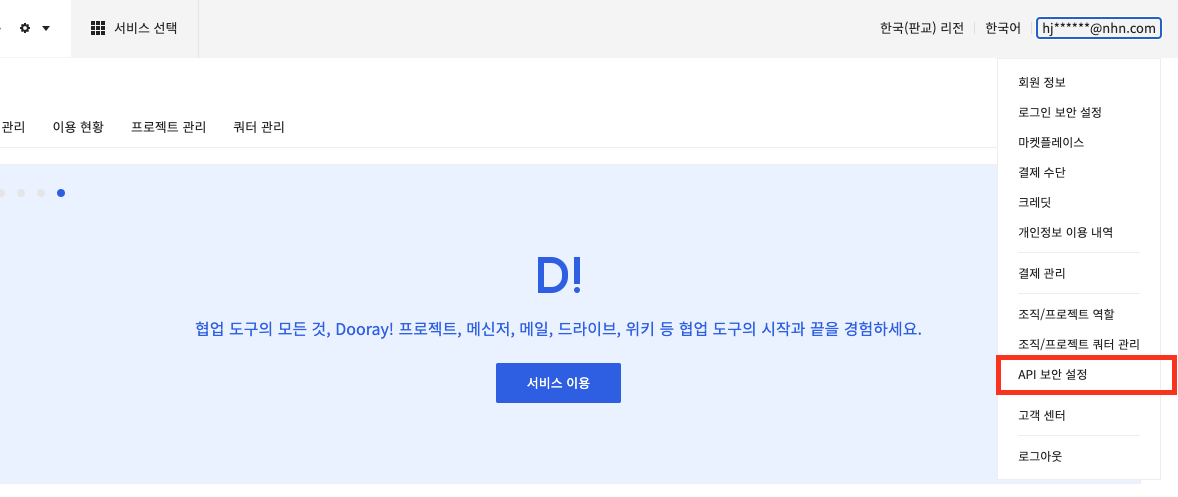 서비스 선택
한국(판교) 리전
한국어
hj******@nhn.com
관리
이용 현황
프로젝트 관리
쿼터 관리
회원 정보
로그인 보안 설정
마켓플레이스
결제 수단
크레딧
개인정보 이용 내역
결제 관리
조직/프로젝트 역할
조직/프로젝트 쿼터 관리
API 보안 설정
고객 센터
로그아웃
D!
협업 도구의 모든 것, Dooray! 프로젝트, 메신저, 메일, 드라이브, 위키 등 협업 도구의 시작과 끝을 경험하세요.
서비스 이용